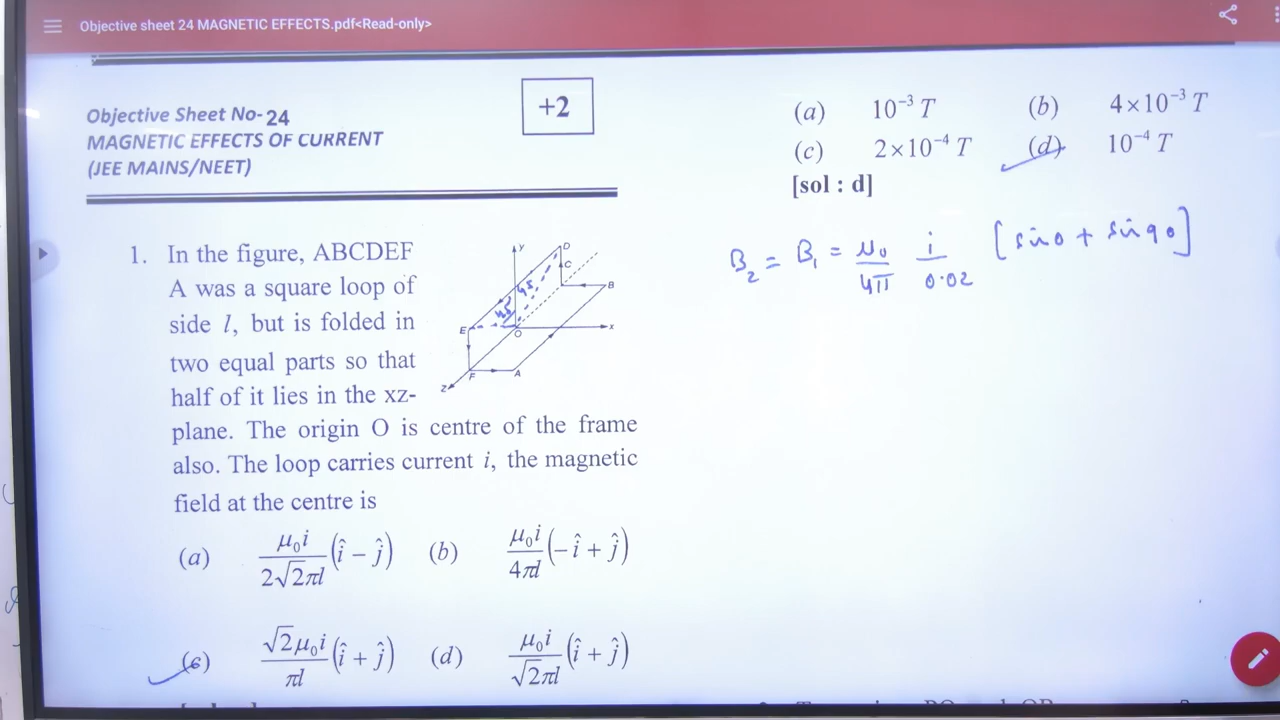 Objective sheet 24 MAGNETIC EFFECTS.pdf<Read-only>
Objective Sheet No-24
MAGNETIC EFFECTS OF CURRENT
(JEE MAINS/NEET)
+2
1. In the figure, ABCDEF
A was a square loop of
side l, but is folded in
two equal parts so that
half of it lies in the xz-
plane. The origin O is centre of the frame
also. The loop carries current i, the magnetic
field at the centre is
Y
D
C
B
45
45
E
O
x
F
A
Z
(a) μ₀i/(2√2πl) (î − ĵ) (b) μ₀i/(4πl) (−î + ĵ)
(c) √2μ₀i/(πl) (î + ĵ) (d) μ₀i/(√2πl) (î + ĵ)
(a) 10⁻³ T (b) 4×10⁻³ T
(c) 2×10⁻⁴ T (d) 10⁻⁴ T
[sol : d]
B₂ = B₁ = μ₀/4π i/0.02 [sin0 + sin90]